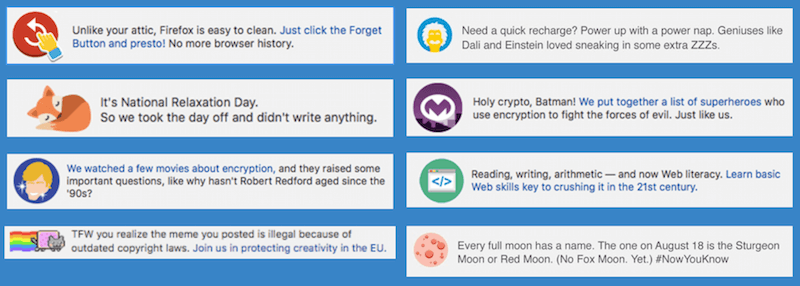 Unlike your attic, Firefox is easy to clean. Just click the Forget
Button and presto! No more browser history.
It's National Relaxation Day.
So we took the day off and didn't write anything.
We watched a few movies about encryption, and they raised some
important questions, like why hasn't Robert Redford aged since the
'90s?
TFW you realize the meme you posted is illegal because of
outdated copyright laws. Join us in protecting creativity in the EU.
Need a quick recharge? Power up with a power nap. Geniuses like
Dali and Einstein loved sneaking in some extra ZZZs.
Holy crypto, Batman! We put together a list of superheroes who
use encryption to fight the forces of evil. Just like us.
</>
Reading, writing, arithmetic — and now Web literacy. Learn basic
Web skills key to crushing it in the 21st century.
Every full moon has a name. The one on August 18 is the Sturgeon
Moon or Red Moon. (No Fox Moon. Yet.) #NowYouKnow